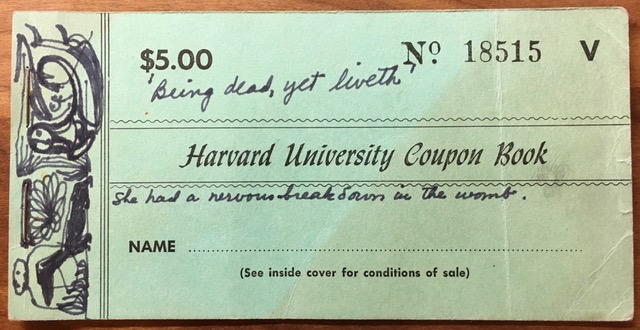 $5.00 No 18515 V
"Being dead, yet liveth"
Harvard University Coupon Book
She had a nervous breakdown in the womb.
NAME
(See inside cover for conditions of sale)